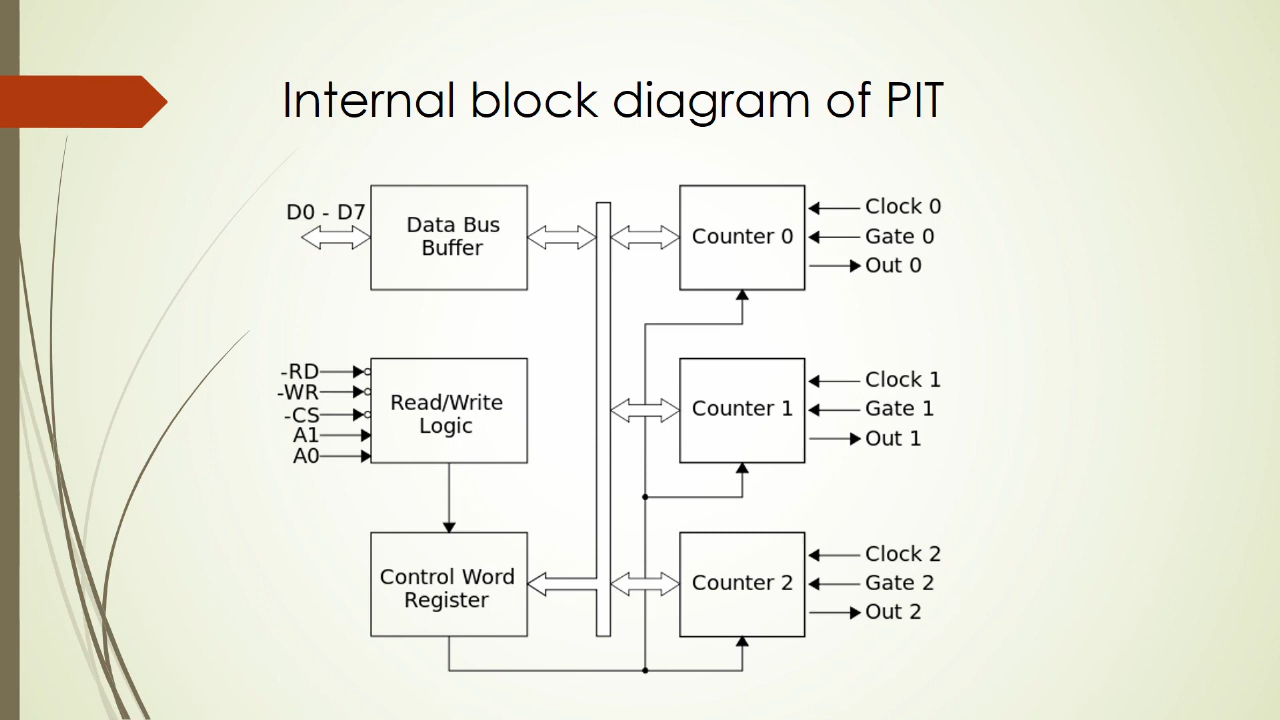 Internal block diagram of PIT
D0 - D7
Data Bus
Buffer
Counter 0
Clock 0
Gate 0
Out 0
-RD
-WR
-CS
A1
A0
Read/Write
Logic
Counter 1
Clock 1
Gate 1
Out 1
Control Word
Register
Counter 2
Clock 2
Gate 2
Out 2